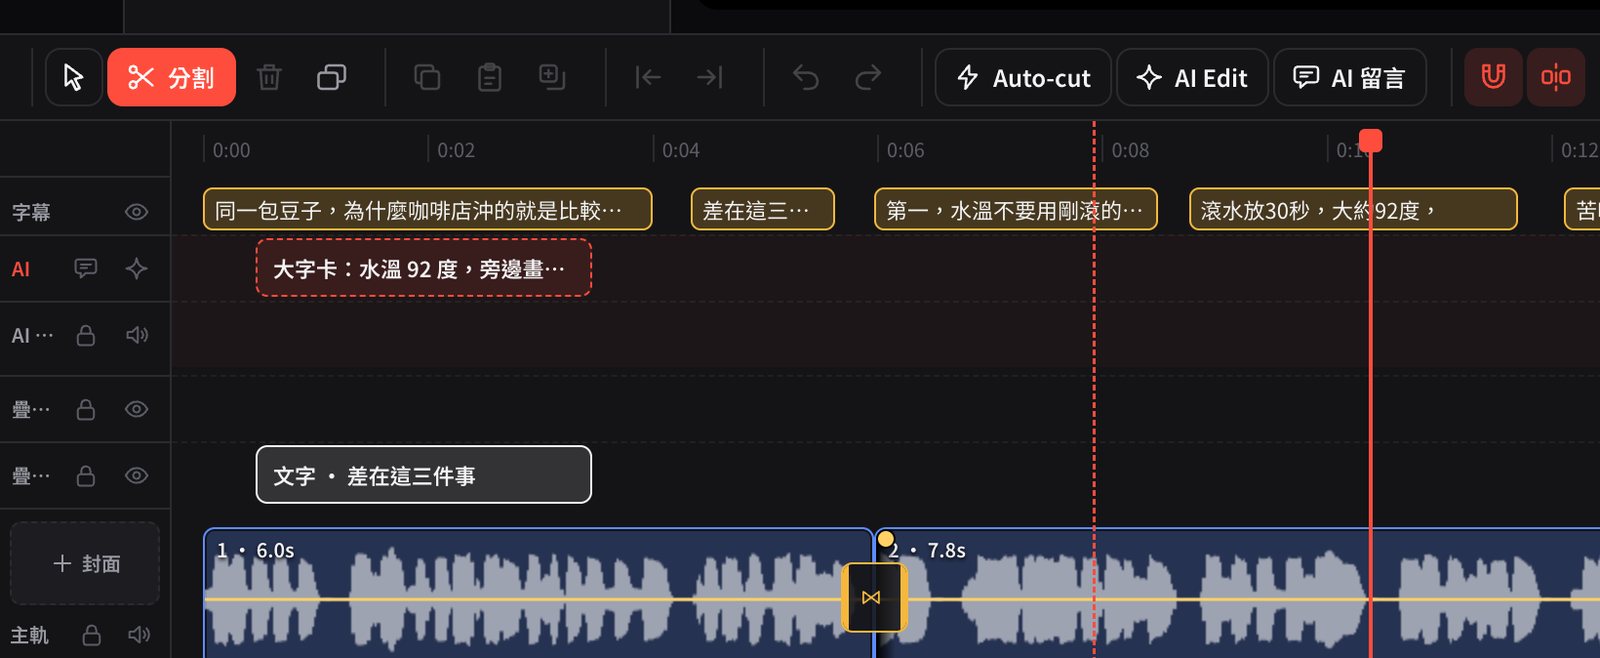 分割
Auto-cut
AI Edit
AI 留言
0:00 0:02 0:04 0:06 0:08 0:12
字幕
同一包豆子，為什麼咖啡店沖的就是比較⋯
差在這三⋯
第一，水溫不要用剛滾的⋯
滾水放30秒，大約92度，
AI
大字卡：水溫 92 度，旁邊畫⋯
AI ⋯
疊⋯
疊⋯
文字 · 差在這三件事
1 · 6.0s
2 · 7.8s
+ 封面
主軌